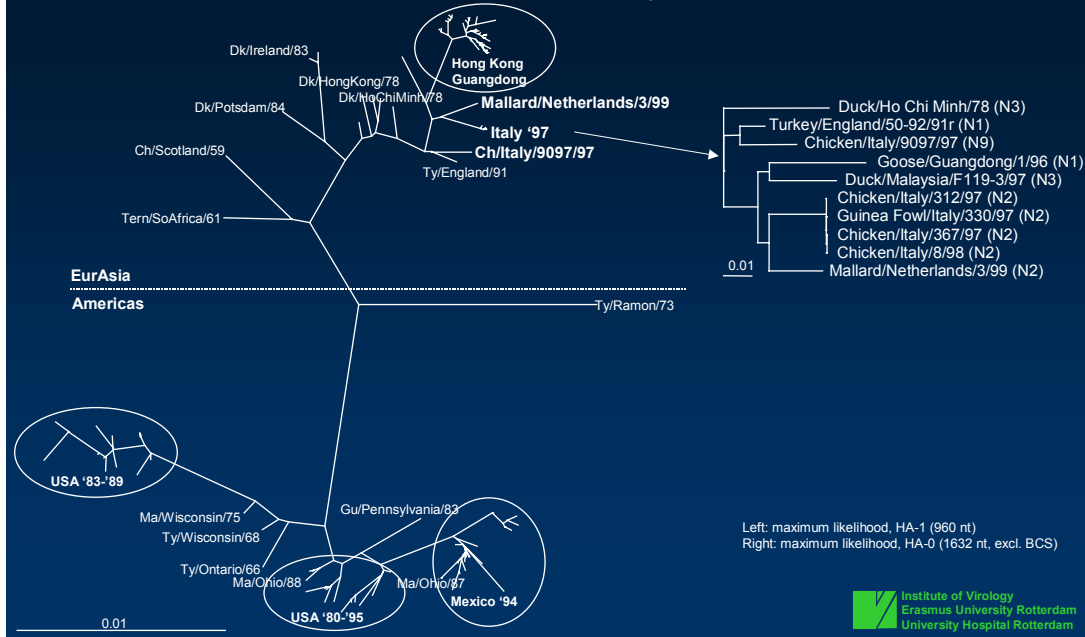 Hong Kong
Guangdong
Dk/Ireland/83
Dk/HongKong/78
Dk/HoChiMinh/78
Dk/Potsdam/84
Mallard/Netherlands/3/99
Italy ‘97
Ch/Italy/9097/97
Ty/England/91
Ch/Scotland/59
Tern/SoAfrica/61
Duck/Ho Chi Minh/78 (N3)
Turkey/England/50-92/91r (N1)
Chicken/Italy/9097/97 (N9)
Goose/Guangdong/1/96 (N1)
Duck/Malaysia/F119-3/97 (N3)
Chicken/Italy/312/97 (N2)
Guinea Fowl/Italy/330/97 (N2)
Chicken/Italy/367/97 (N2)
Chicken/Italy/8/98 (N2)
Mallard/Netherlands/3/99 (N2)
0.01
EurAsia
Americas
Ty/Ramon/73
USA ‘83-’89
Ma/Wisconsin/75
Ty/Wisconsin/68
Ty/Ontario/66
Gu/Pennsylvania/83
Ma/Ohio/88
Ma/Ohio/87
USA ‘80-’95
Mexico ‘94
0.01
Left: maximum likelihood, HA-1 (960 nt)
Right: maximum likelihood, HA-0 (1632 nt, excl. BCS)
Institute of Virology
Erasmus University Rotterdam
University Hospital Rotterdam